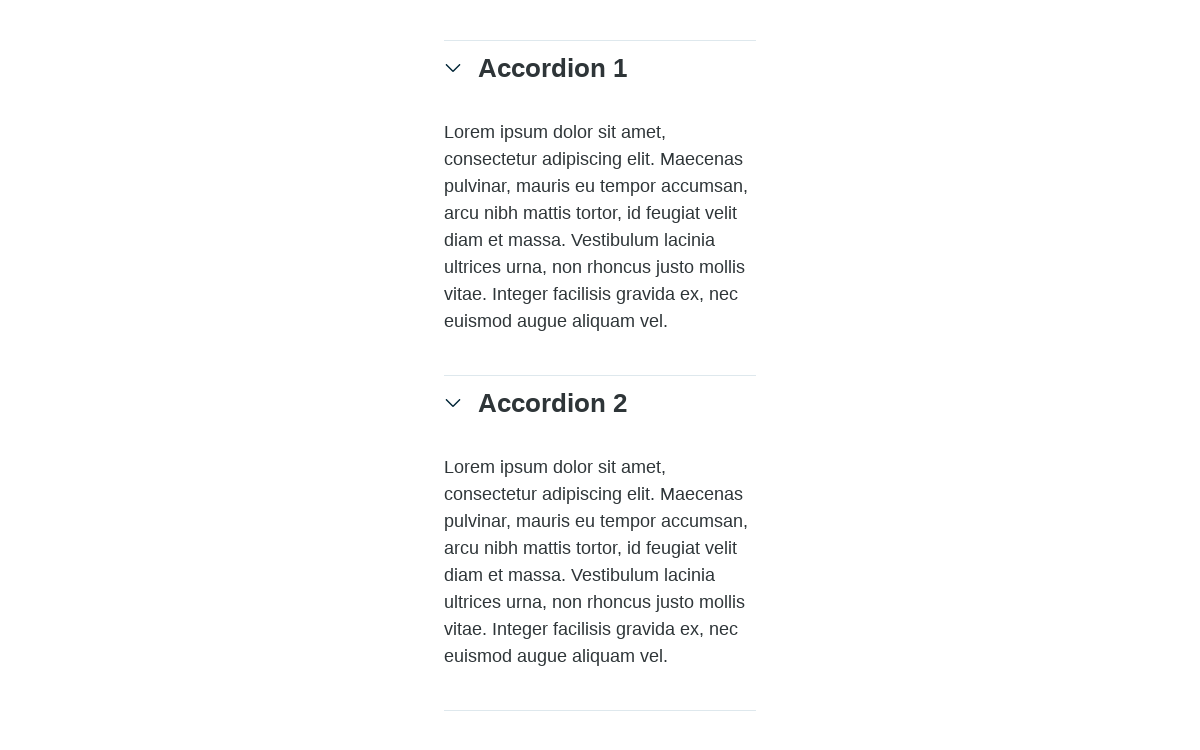 Accordion 1
Lorem ipsum dolor sit amet,
consectetur adipiscing elit. Maecenas
pulvinar, mauris eu tempor accumsan,
arcu nibh mattis tortor, id feugiat velit
diam et massa. Vestibulum lacinia
ultrices urna, non rhoncus justo mollis
vitae. Integer facilisis gravida ex, nec
euismod augue aliquam vel.
Accordion 2
Lorem ipsum dolor sit amet,
consectetur adipiscing elit. Maecenas
pulvinar, mauris eu tempor accumsan,
arcu nibh mattis tortor, id feugiat velit
diam et massa. Vestibulum lacinia
ultrices urna, non rhoncus justo mollis
vitae. Integer facilisis gravida ex, nec
euismod augue aliquam vel.